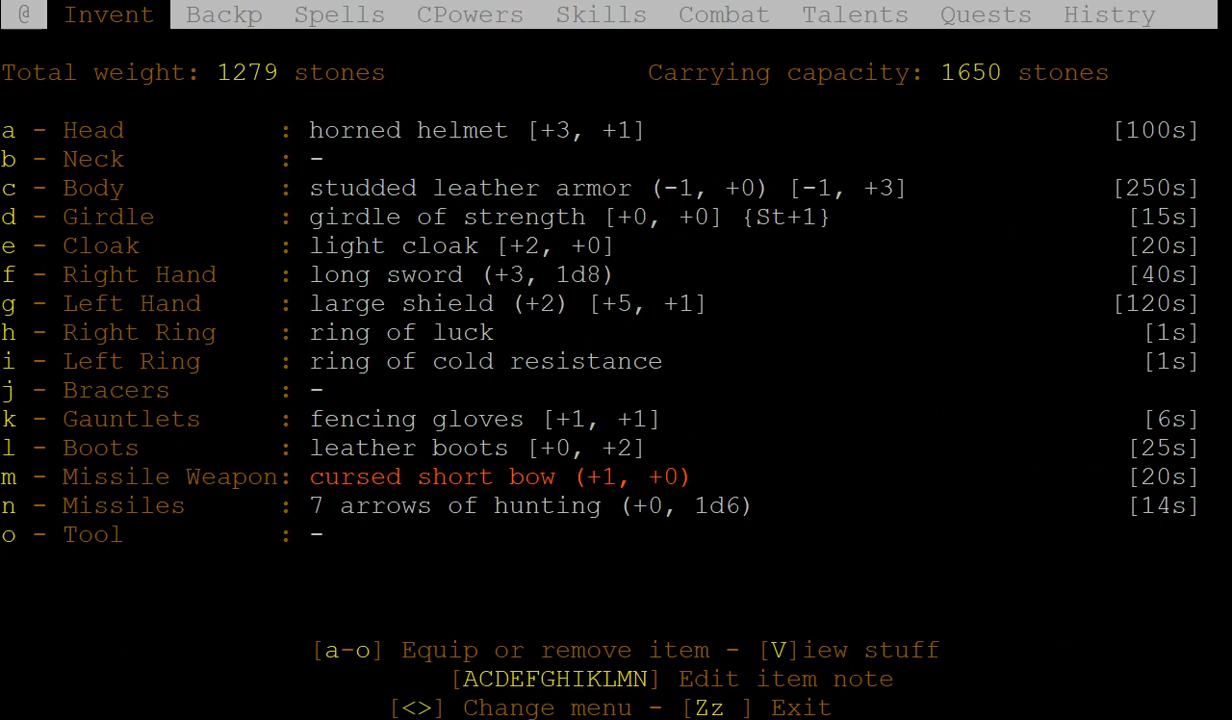 @ Invent Backp Spells CPowers Skills Combat Talents Quests Histry
Total weight: 1279 stones Carrying capacity: 1650 stones
a - Head : horned helmet [+3, +1] [100s]
b - Neck : -
c - Body : studded leather armor (-1, +0) [-1, +3] [250s]
d - Girdle : girdle of strength [+0, +0] {St+1} [15s]
e - Cloak : light cloak [+2, +0] [20s]
f - Right Hand : long sword (+3, 1d8) [40s]
g - Left Hand : large shield (+2) [+5, +1] [120s]
h - Right Ring : ring of luck [1s]
i - Left Ring : ring of cold resistance [1s]
j - Bracers : -
k - Gauntlets : fencing gloves [+1, +1] [6s]
l - Boots : leather boots [+0, +2] [25s]
m - Missile Weapon: cursed short bow (+1, +0) [20s]
n - Missiles : 7 arrows of hunting (+0, 1d6) [14s]
o - Tool : -
[a-o] Equip or remove item - [V]iew stuff
[ACDEFGHIKLMN] Edit item note
[<>] Change menu - [Zz ] Exit